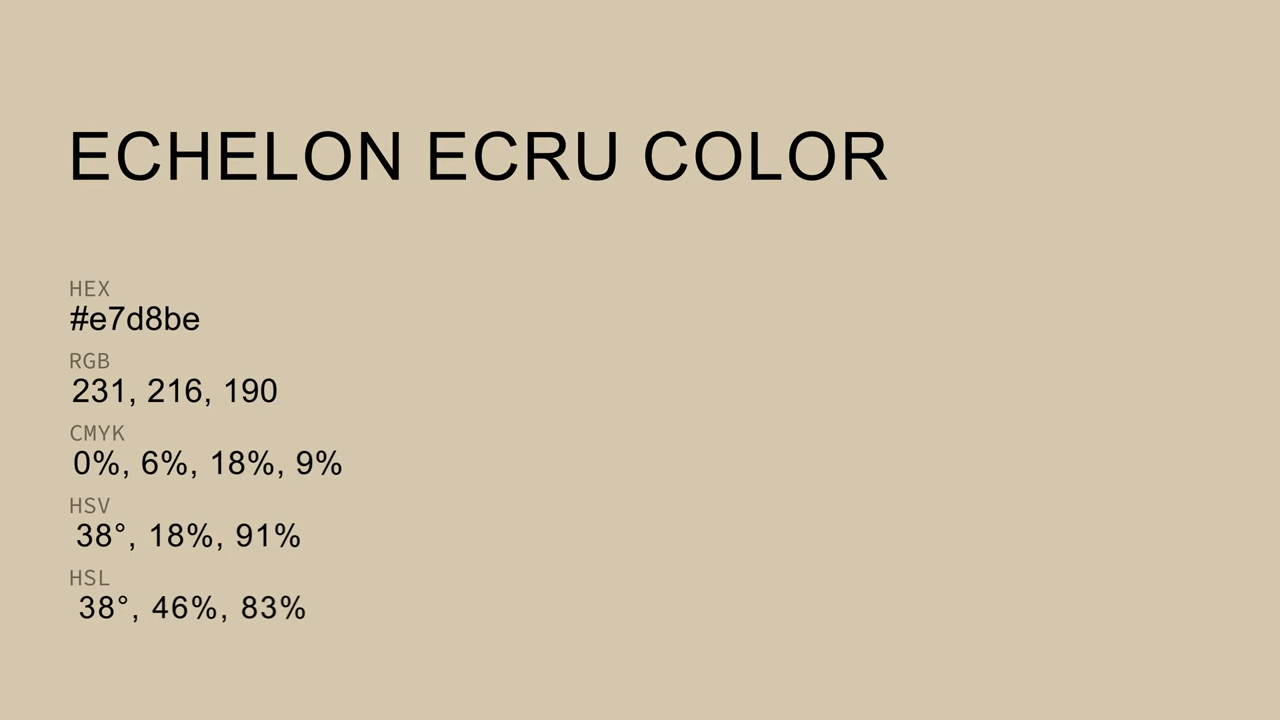 ECHELON ECRU COLOR
HEX
#e7d8be
RGB
231, 216, 190
CMYK
0%, 6%, 18%, 9%
HSV
38°, 18%, 91%
HSL
38°, 46%, 83%